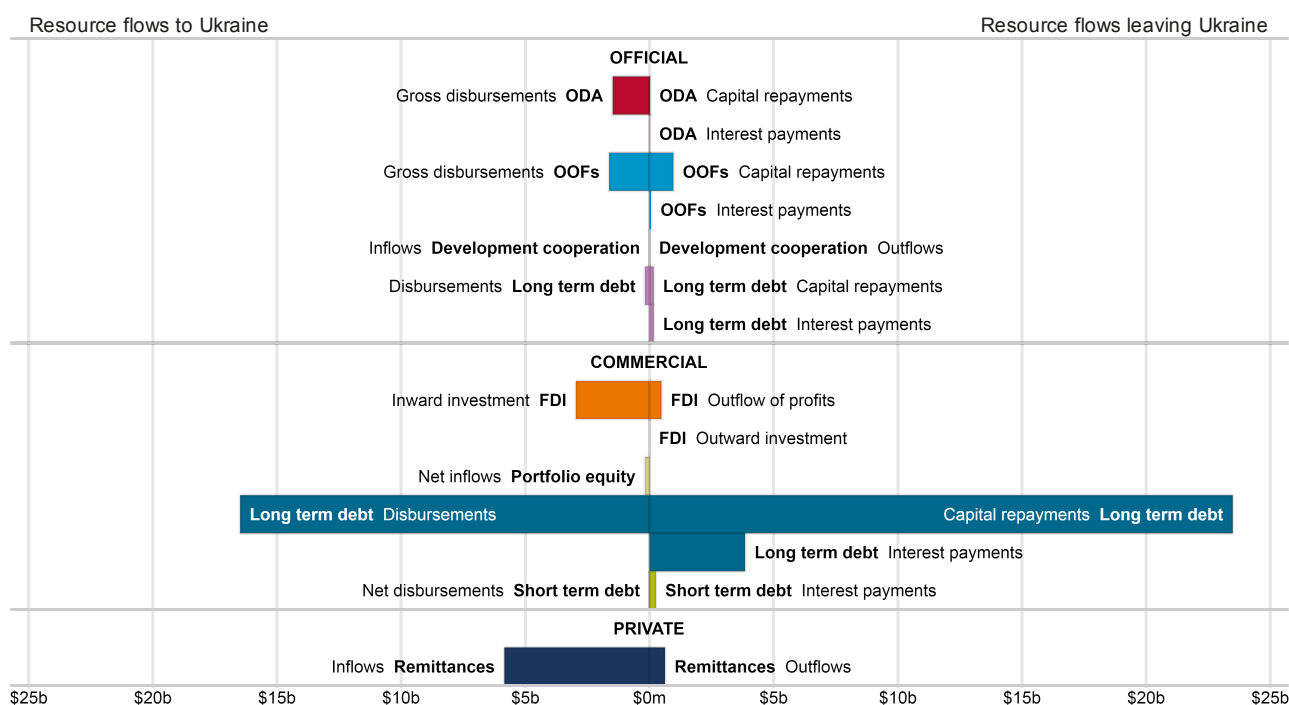 Resource flows to Ukraine Resource flows leaving Ukraine
OFFICIAL
Gross disbursements ODA ODA Capital repayments
ODA Interest payments
Gross disbursements OOFs OOFs Capital repayments
OOFs Interest payments
Inflows Development cooperation Development cooperation Outflows
Disbursements Long term debt Long term debt Capital repayments
Long term debt Interest payments
COMMERCIAL
Inward investment FDI FDI Outflow of profits
FDI Outward investment
Net inflows Portfolio equity
Long term debt Disbursements Capital repayments Long term debt
Long term debt Interest payments
Net disbursements Short term debt Short term debt Interest payments
PRIVATE
Inflows Remittances Remittances Outflows
$25b $20b $15b $10b $5b $0m $5b $10b $15b $20b $25b